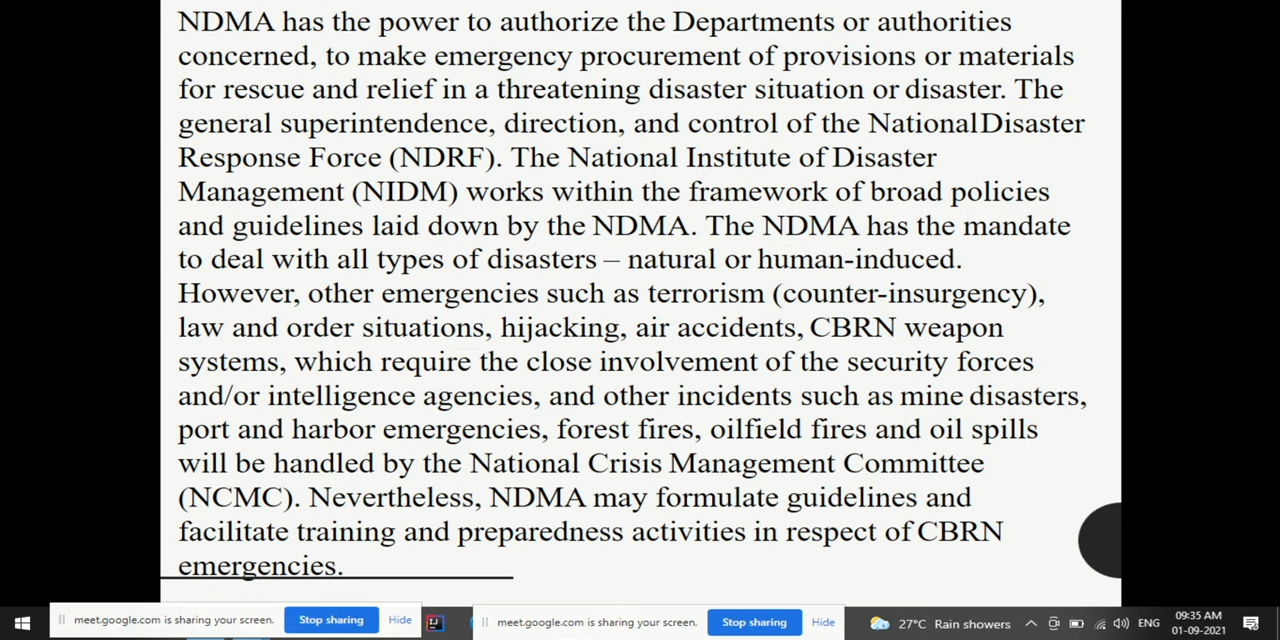 NDMA has the power to authorize the Departments or authorities
concerned, to make emergency procurement of provisions or materials
for rescue and relief in a threatening disaster situation or disaster. The
general superintendence, direction, and control of the National Disaster
Response Force (NDRF). The National Institute of Disaster
Management (NIDM) works within the framework of broad policies
and guidelines laid down by the NDMA. The NDMA has the mandate
to deal with all types of disasters – natural or human-induced.
However, other emergencies such as terrorism (counter-insurgency),
law and order situations, hijacking, air accidents, CBRN weapon
systems, which require the close involvement of the security forces
and/or intelligence agencies, and other incidents such as mine disasters,
port and harbor emergencies, forest fires, oilfield fires and oil spills
will be handled by the National Crisis Management Committee
(NCMC). Nevertheless, NDMA may formulate guidelines and
facilitate training and preparedness activities in respect of CBRN
emergencies.
meet.google.com is sharing your screen. Stop sharing Hide
IJ
meet.google.com is sharing your screen. Stop sharing Hide
27°C Rain showers
ENG
09:35 AM
01-09-2021